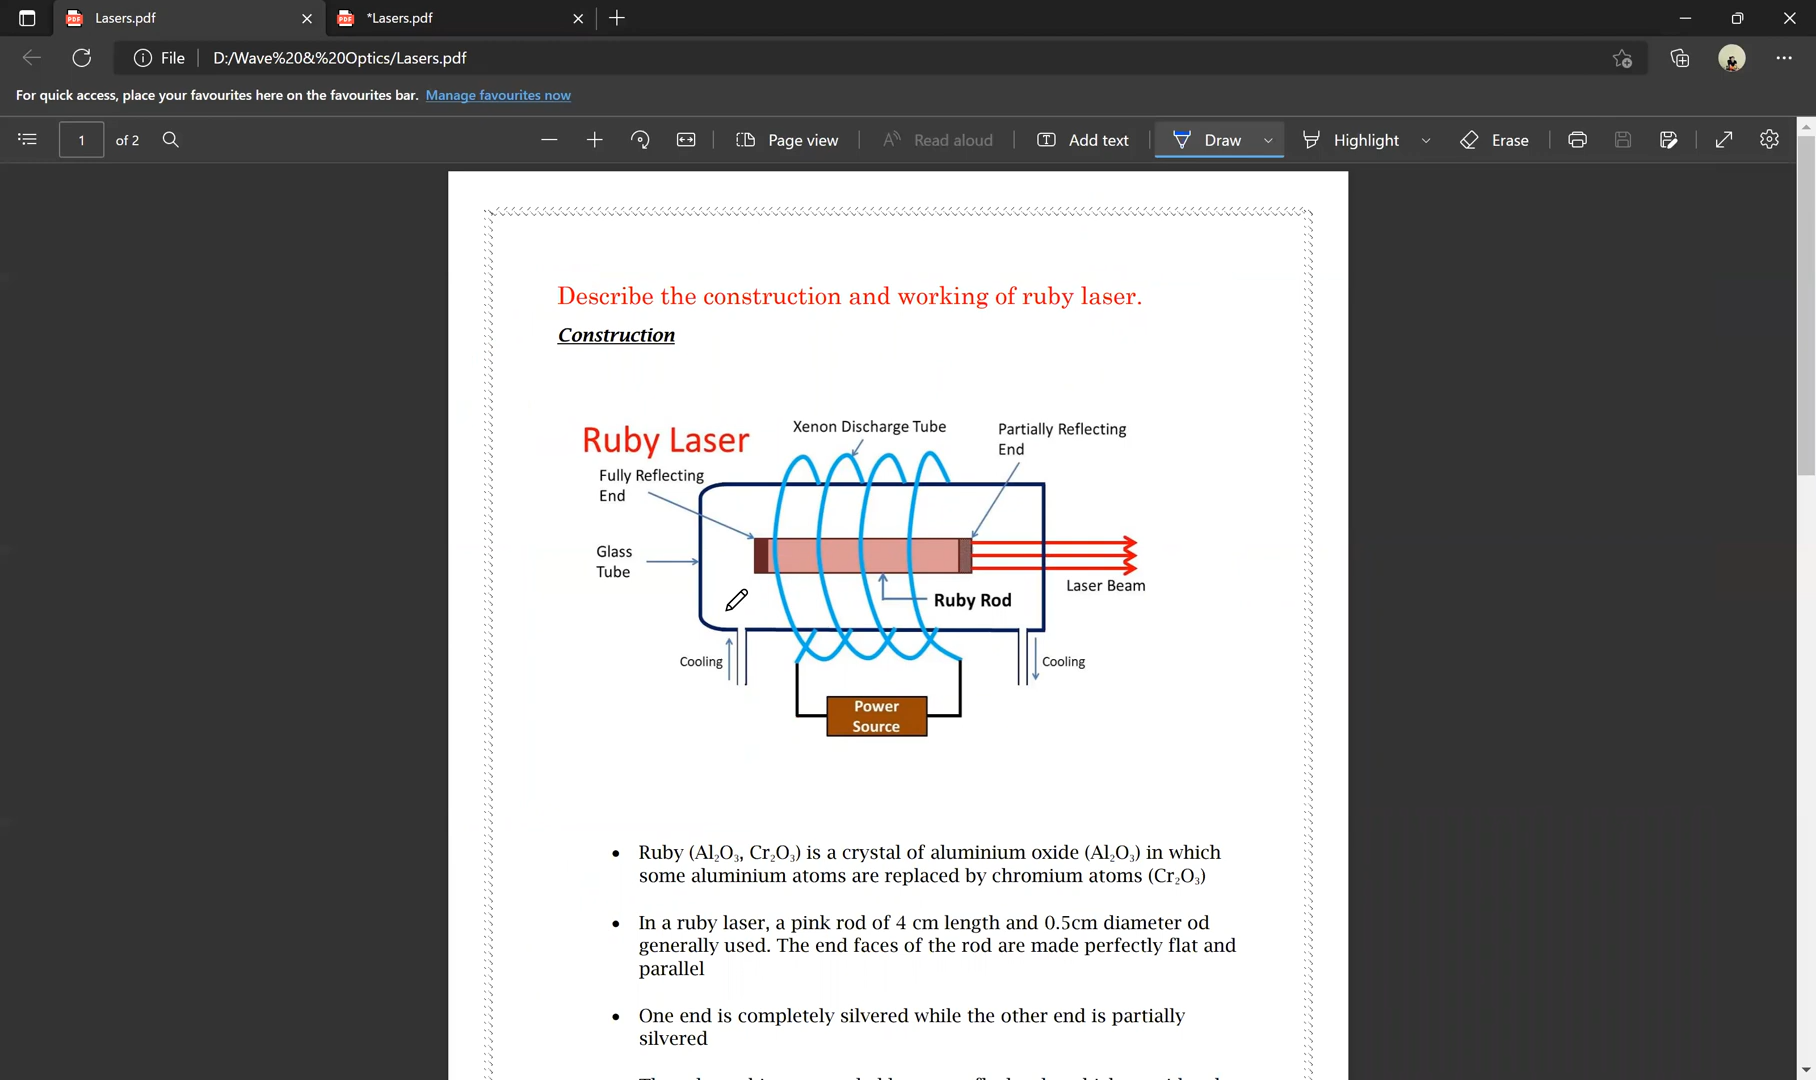 Lasers.pdf
*Lasers.pdf
File
D:/Wave%20&%20Optics/Lasers.pdf
For quick access, place your favourites here on the favourites bar. Manage favourites now
1 of 2
Page view
Read aloud
Add text
Draw
Highlight
Erase
Describe the construction and working of ruby laser.
Construction
Ruby Laser
Xenon Discharge Tube
Partially Reflecting
End
Fully Reflecting
End
Glass
Tube
Laser Beam
Ruby Rod
Cooling
Cooling
Power
Source
• Ruby (Al₂O₃, Cr₂O₃) is a crystal of aluminium oxide (Al₂O₃) in which
some aluminium atoms are replaced by chromium atoms (Cr₂O₃)
• In a ruby laser, a pink rod of 4 cm length and 0.5cm diameter od
generally used. The end faces of the rod are made perfectly flat and
parallel
• One end is completely silvered while the other end is partially
silvered